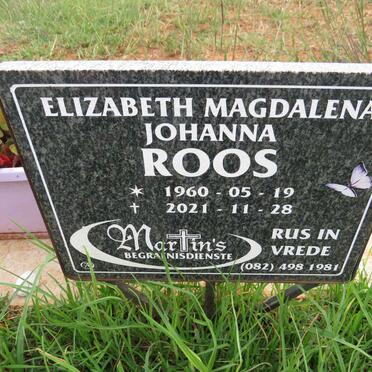 ELIZABETH MAGDALENA
JOHANNA
ROOS
* 1960 - 05 - 19
† 2021 - 11 - 28
Martin's
BEGRAFNISDIENSTE
RUS IN
VREDE
(082) 498 1981